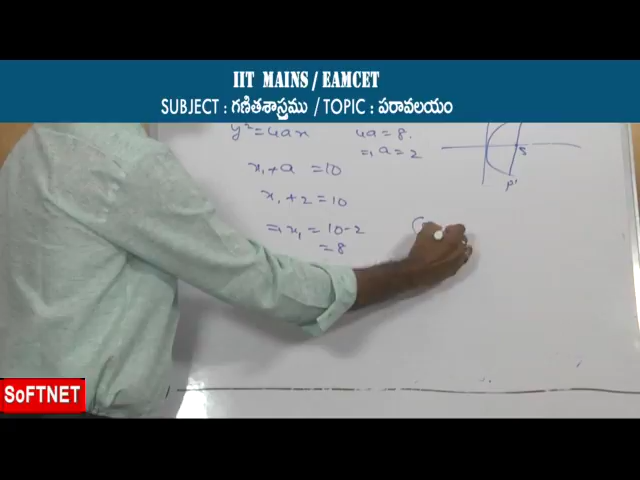 IIT MAINS / EAMCET
SUBJECT : గణితశాస్త్రము / TOPIC : పరావలయం
y² = 4ax
4a = 8.
⇒ a = 2
x₁ + a = 10
x₁ + 2 = 10
⇒ x₁ = 10 - 2
= 8
(
S
P'
SoFTNET